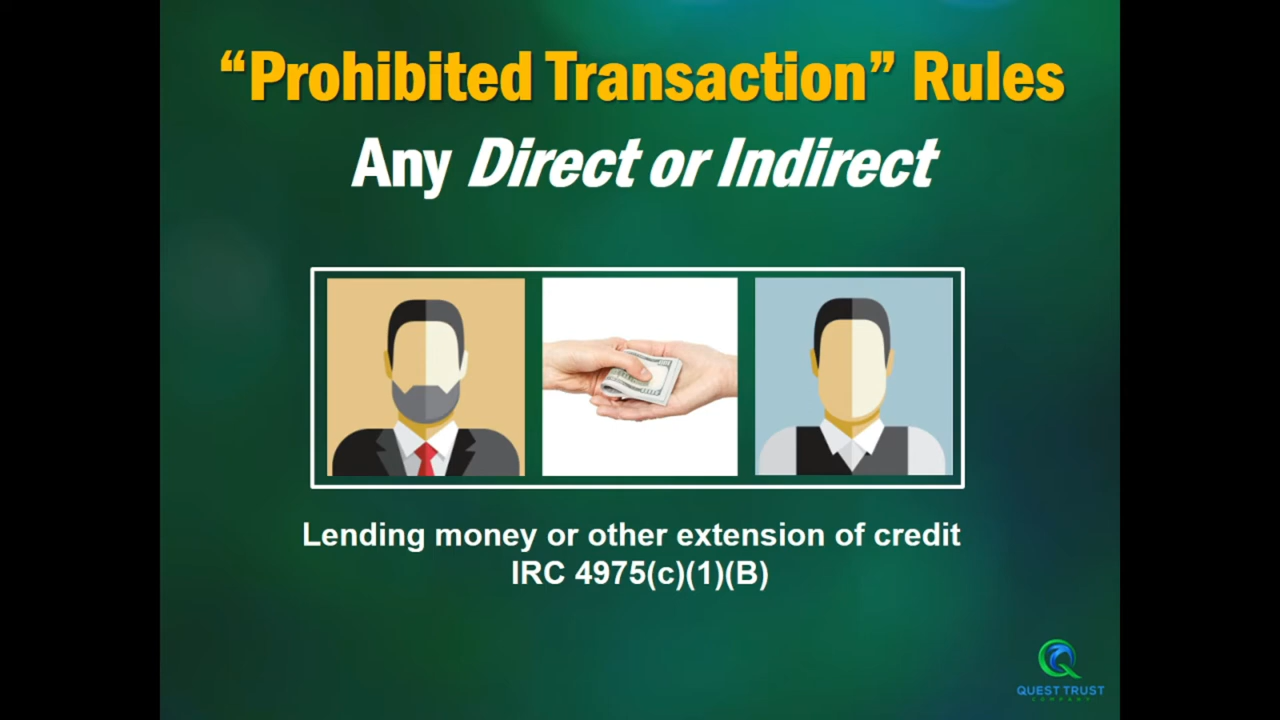 “Prohibited Transaction” Rules
Any Direct or Indirect
Lending money or other extension of credit
IRC 4975(c)(1)(B)
QUEST TRUST
COMPANY